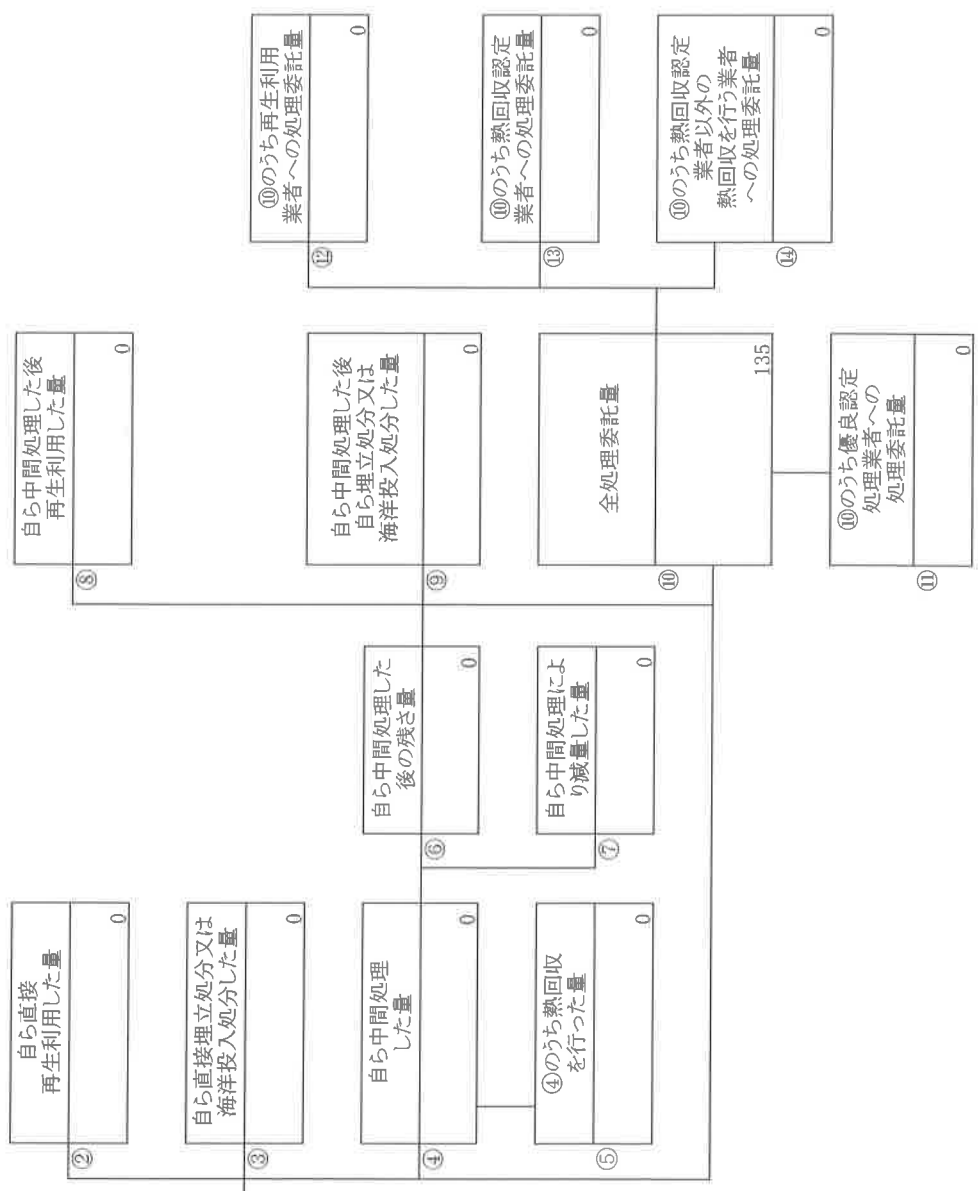 ②
自ら直接
再生利用した量
0
③
自ら直接埋立処分又は
海洋投入処分した量
0
④
自ら中間処理
した量
0
⑤
④のうち熱回収
を行った量
0
⑥
自ら中間処理した
後の残さ量
0
⑦
自ら中間処理によ
り減量した量
0
⑧
自ら中間処理した後
再生利用した量
0
⑨
自ら中間処理した後
自ら埋立処分又は
海洋投入処分した量
0
⑩
全処理委託量
135
⑪
⑩のうち優良認定
処理業者への
処理委託量
0
⑫
⑩のうち再生利用
業者への処理委託量
0
⑬
⑩のうち熱回収認定
業者への処理委託量
0
⑭
⑩のうち熱回収認定
業者以外の
熱回収を行う業者
への処理委託量
0